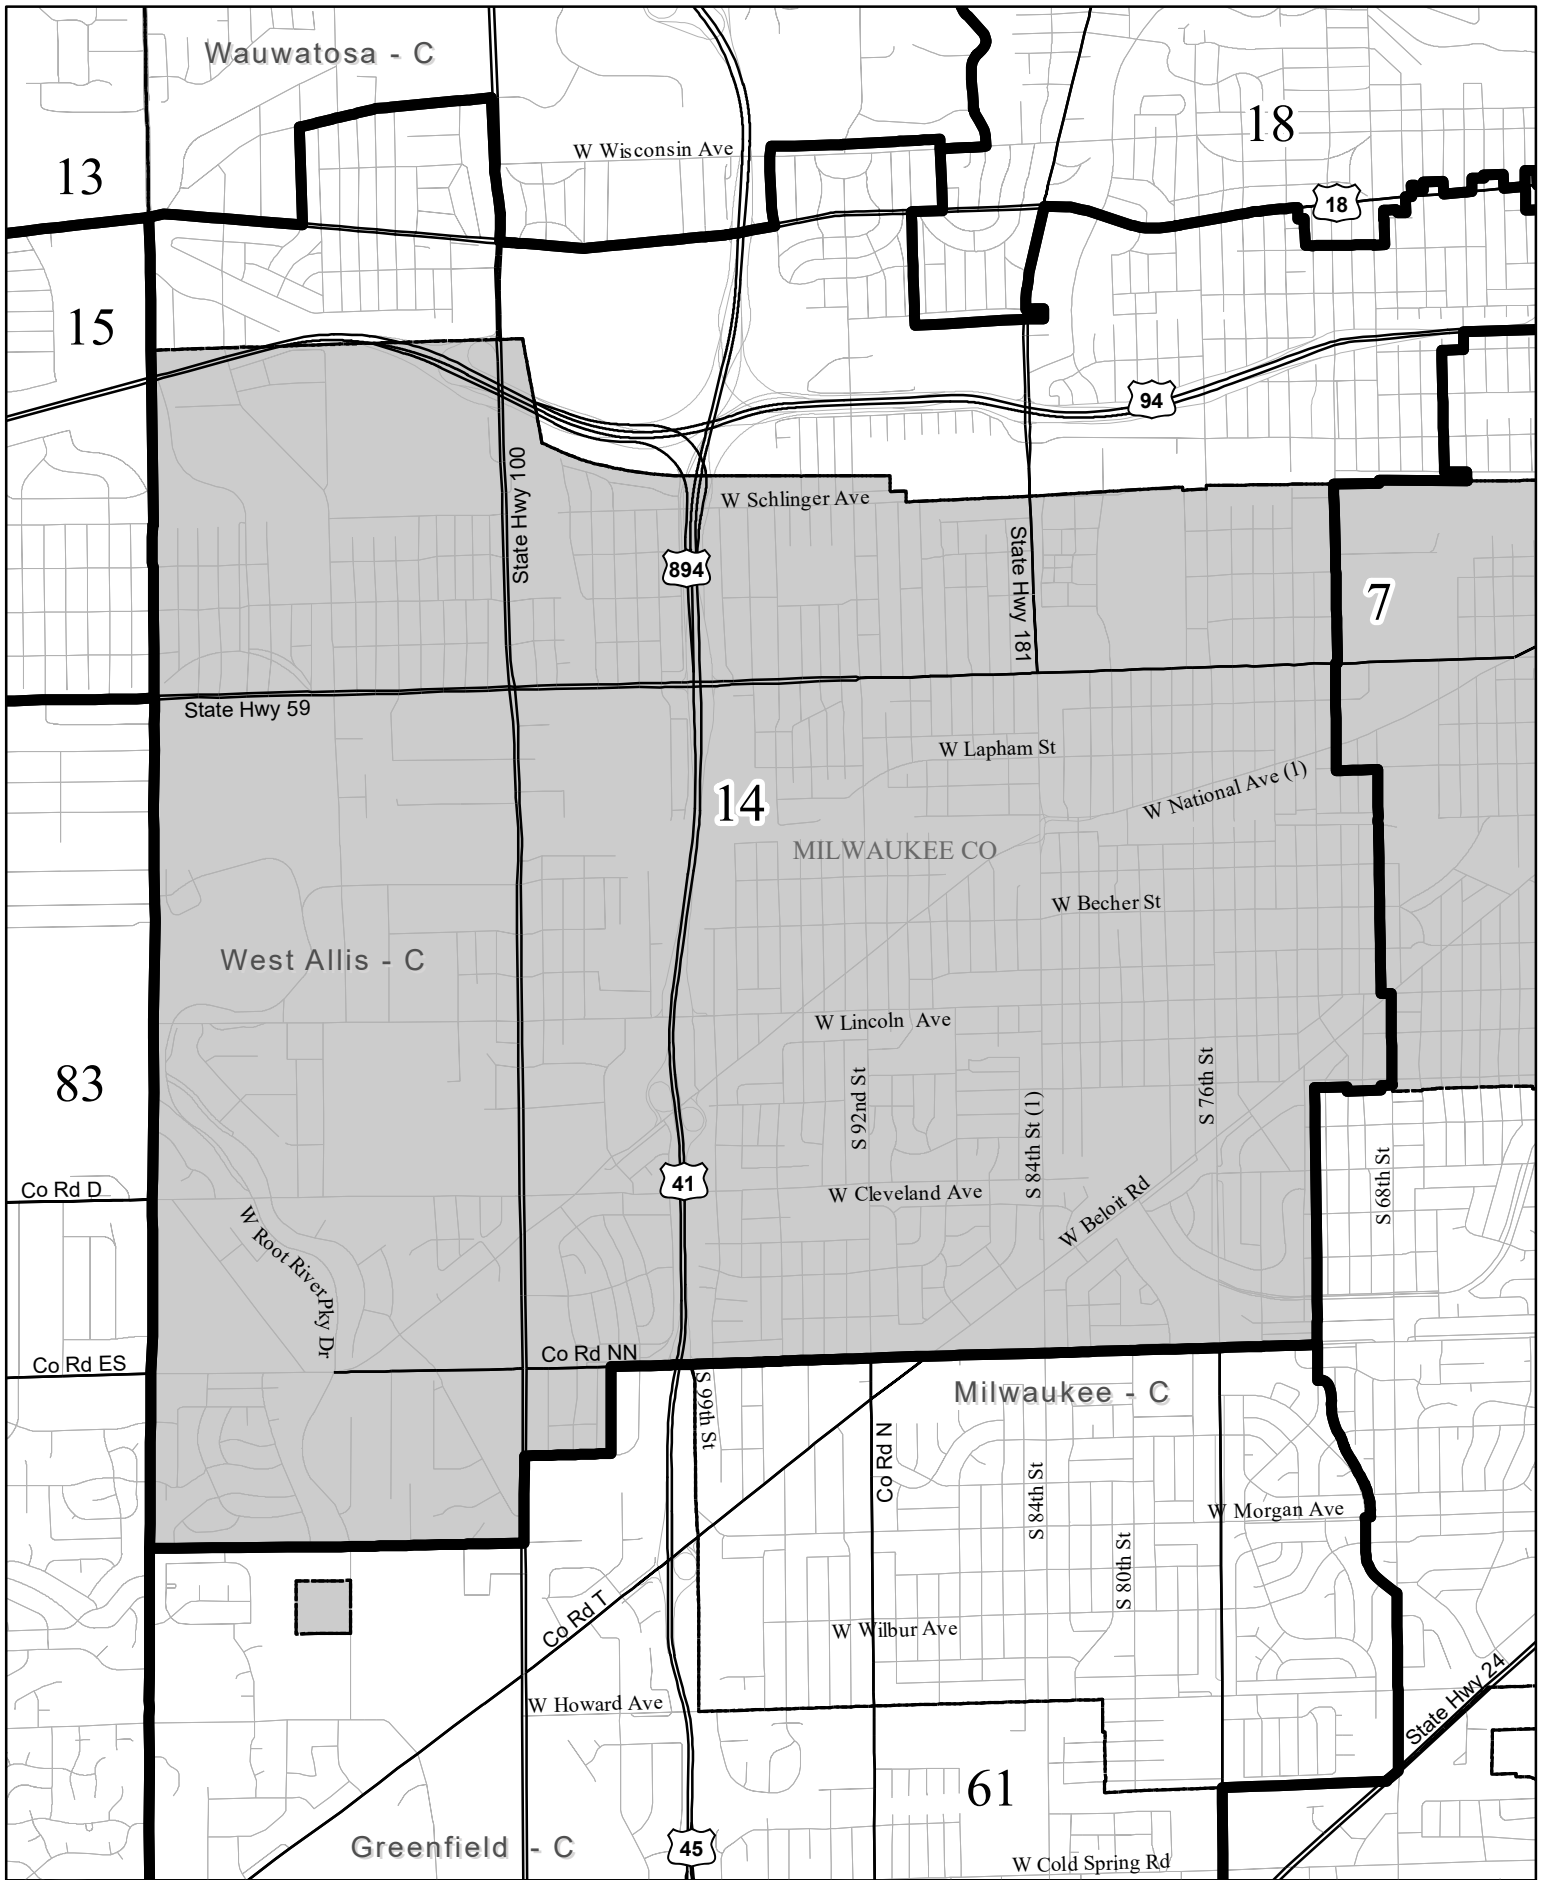 Wauwatosa - C
18
W Wisconsin Ave
13
18
15
94
State Hwy 100
W Schlinger Ave
State Hwy 181
894
7
State Hwy 59
W Lapham St
W National Ave (1)
14
MILWAUKEE CO
W Becher St
West Allis - C
W Lincoln Ave
83
S 92nd St
S 84th St (1)
S 76th St
S 68th St
Co Rd D
41
W Cleveland Ave
W Beloit Rd
W Root River Pky Dr
Co Rd ES
Co Rd NN
S 99th St
Milwaukee - C
Co Rd N
S 84th St
W Morgan Ave
S 80th St
Co Rd T
W Wilbur Ave
State Hwy 24
W Howard Ave
61
Greenfield - C
45
W Cold Spring Rd